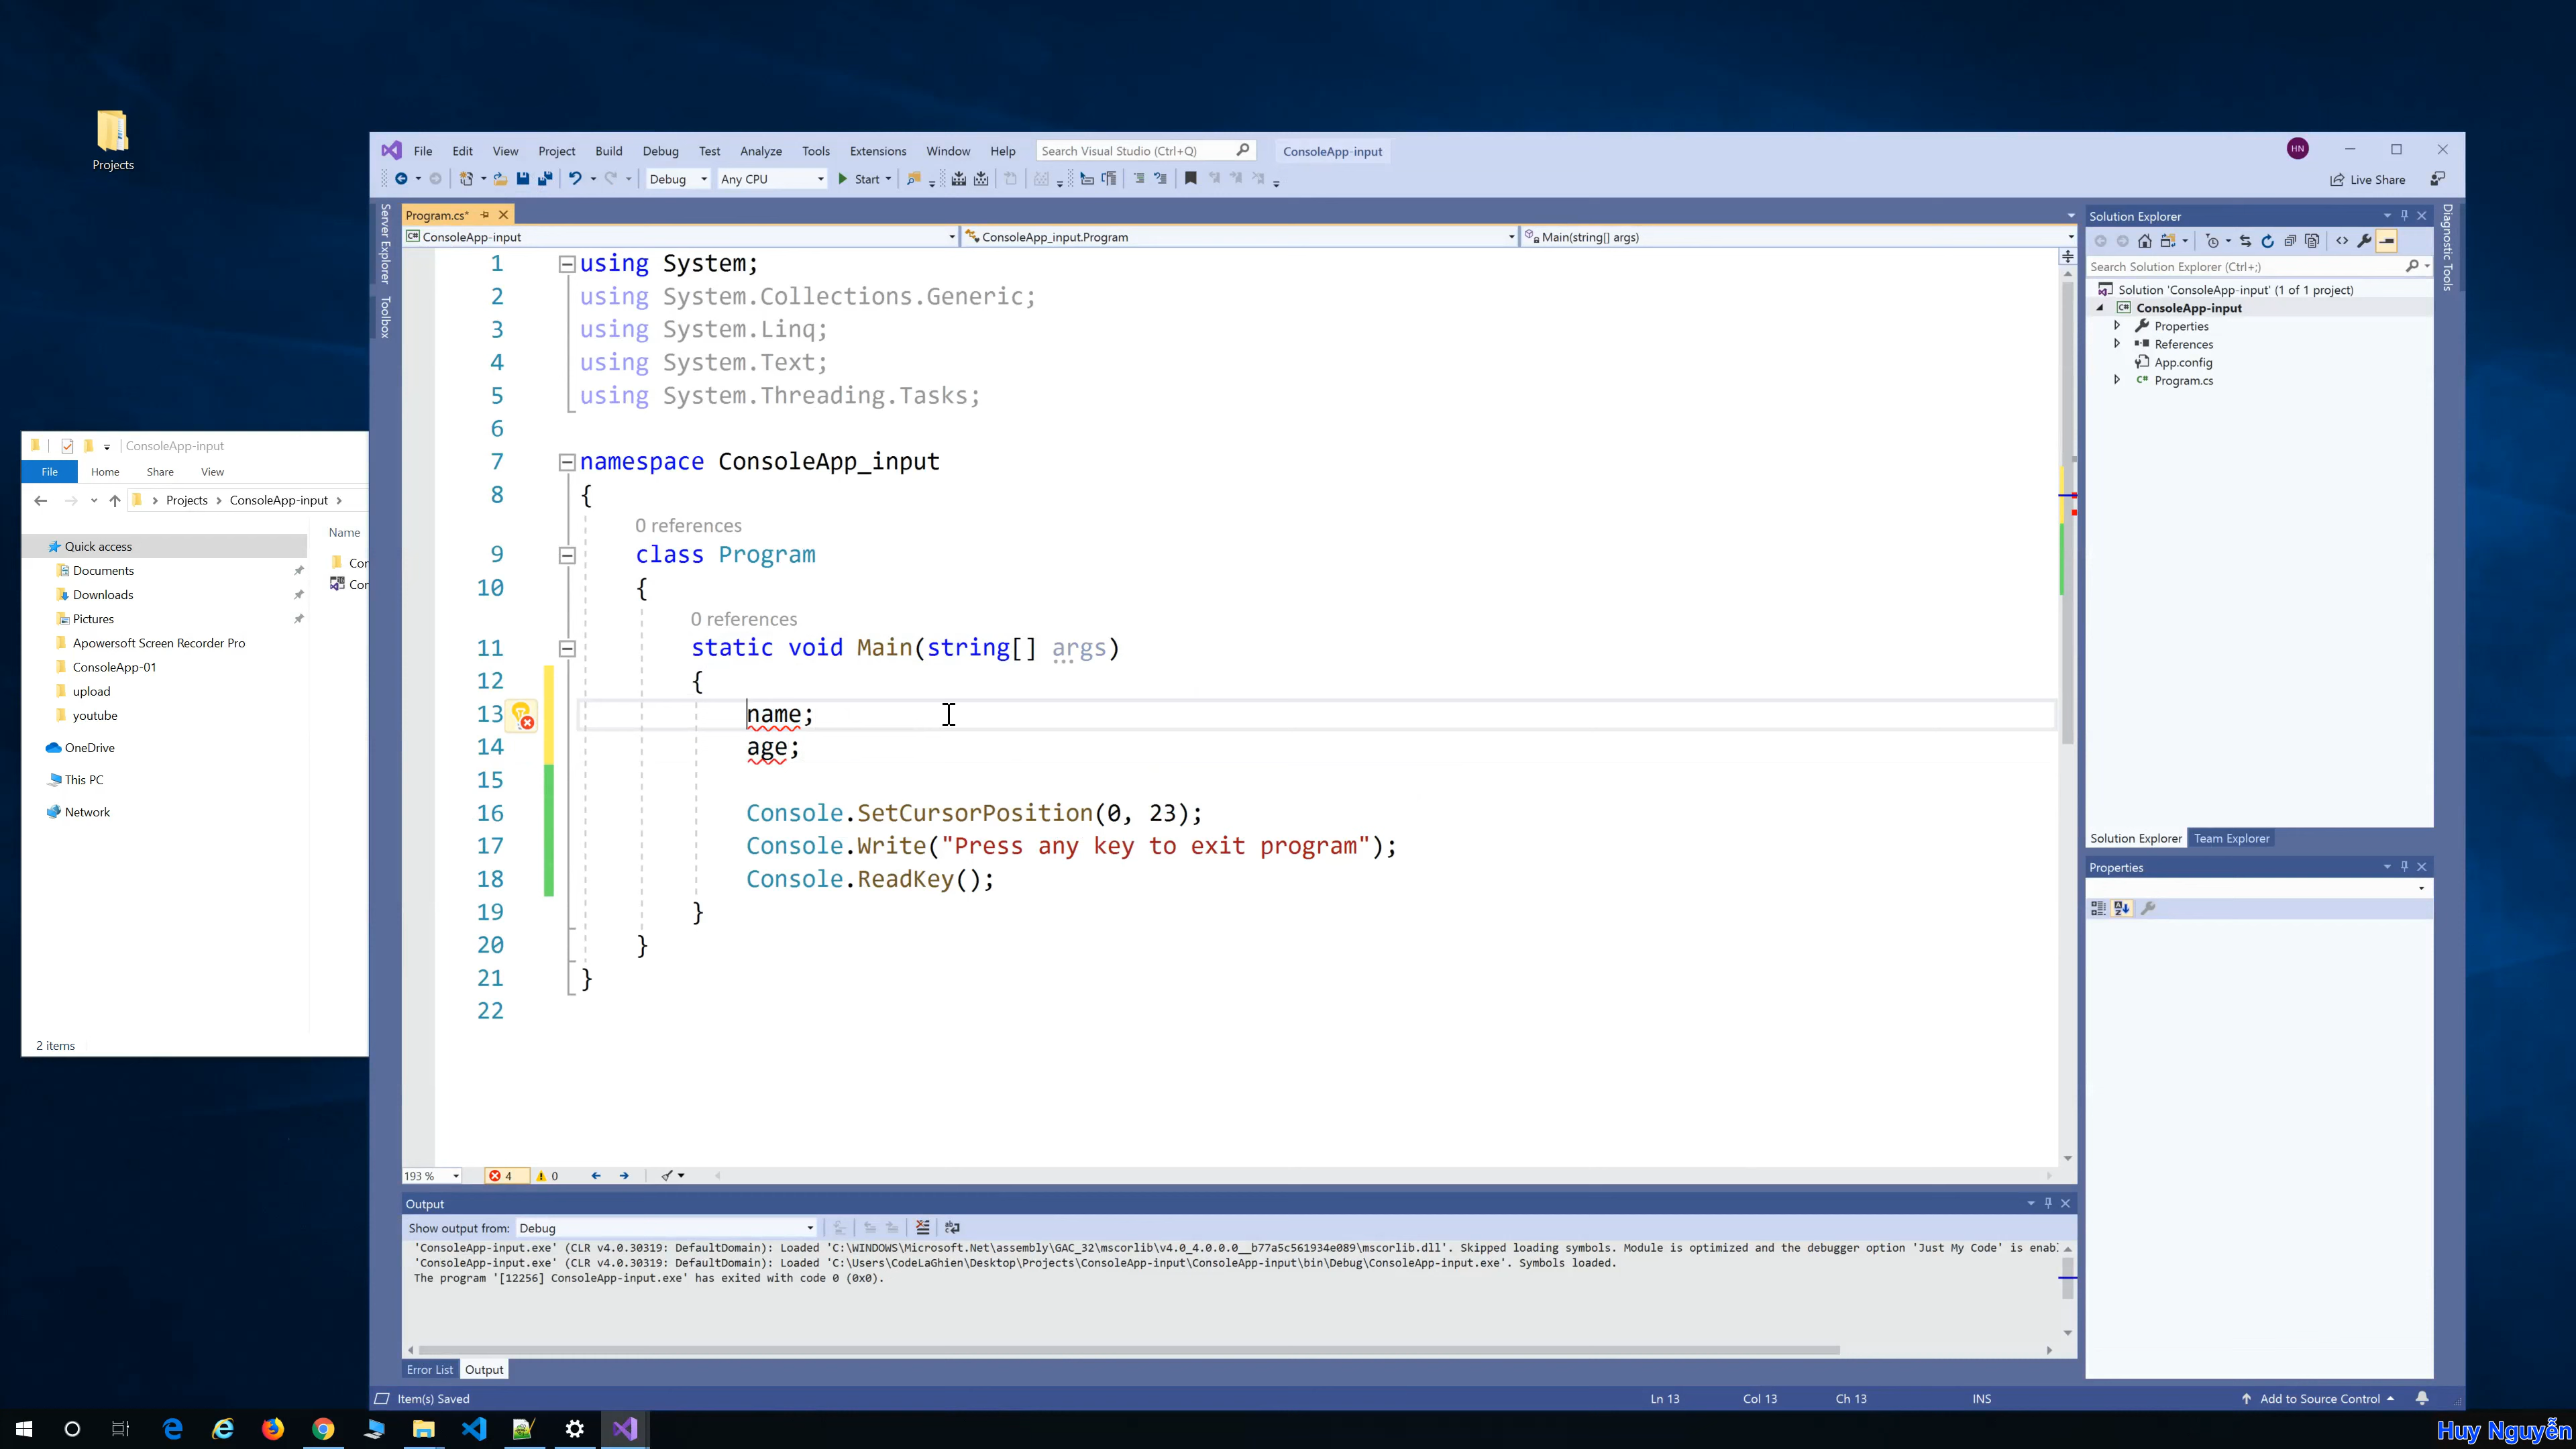 Projects
File Edit View Project Build Debug Test Analyze Tools Extensions Window Help Search Visual Studio (Ctrl+Q) ConsoleApp-input HN
Debug Any CPU Start Live Share
Server Explorer
Toolbox
Program.cs*
ConsoleApp-input ConsoleApp_input.Program Main(string[] args)
1 using System;
2 using System.Collections.Generic;
3 using System.Linq;
4 using System.Text;
5 using System.Threading.Tasks;
6
7 namespace ConsoleApp_input
8 {
0 references
9 class Program
10 {
0 references
11 static void Main(string[] args)
12 {
13 name;
14 age;
15
16 Console.SetCursorPosition(0, 23);
17 Console.Write("Press any key to exit program");
18 Console.ReadKey();
19 }
20 }
21 }
22
193 % 4 0
Output
Show output from: Debug
'ConsoleApp-input.exe' (CLR v4.0.30319: DefaultDomain): Loaded 'C:\WINDOWS\Microsoft.Net\assembly\GAC_32\mscorlib\v4.0_4.0.0.0__b77a5c561934e089\mscorlib.dll'. Skipped loading symbols. Module is optimized and the debugger option 'Just My Code' is enabl
'ConsoleApp-input.exe' (CLR v4.0.30319: DefaultDomain): Loaded 'C:\Users\CodeLaGhien\Desktop\Projects\ConsoleApp-input\ConsoleApp-input\bin\Debug\ConsoleApp-input.exe'. Symbols loaded.
The program '[12256] ConsoleApp-input.exe' has exited with code 0 (0x0).
Error List Output
Item(s) Saved Ln 13 Col 13 Ch 13 INS Add to Source Control
Solution Explorer
Search Solution Explorer (Ctrl+;)
Solution 'ConsoleApp-input' (1 of 1 project)
ConsoleApp-input
Properties
References
App.config
Program.cs
Solution Explorer Team Explorer
Properties
Diagnostic Tools
ConsoleApp-input
File Home Share View
Projects ConsoleApp-input
Name
Quick access
Documents
Downloads
Pictures
Apowersoft Screen Recorder Pro
ConsoleApp-01
upload
youtube
OneDrive
This PC
Network
Con
Con
2 items
Huy Nguyễn